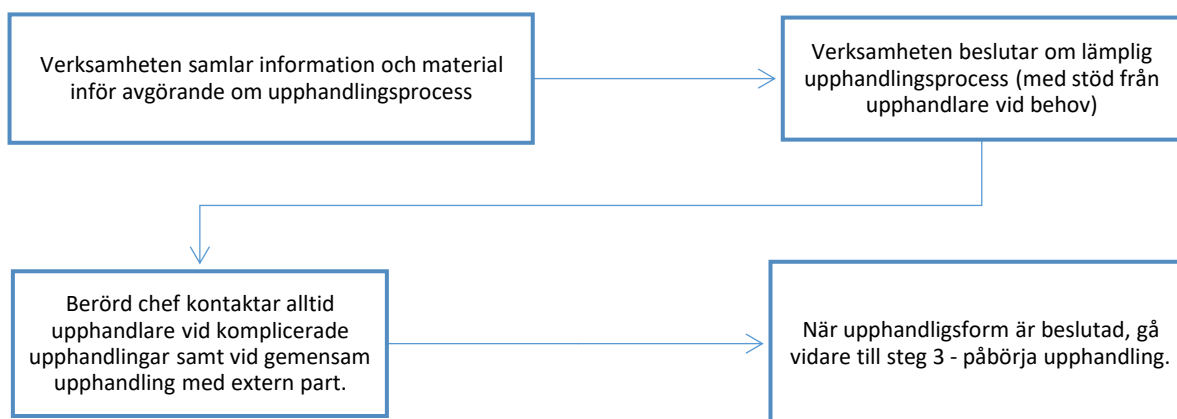 Verksamheten samlar information och material
inför avgörande om upphandlingsprocess
Verksamheten beslutar om lämplig
upphandlingsprocess (med stöd från
upphandlare vid behov)
Berörd chef kontaktar alltid
upphandlare vid komplicerade
upphandlingar samt vid gemensam
upphandling med extern part.
När upphandligsform är beslutad, gå
vidare till steg 3 - påbörja upphandling.